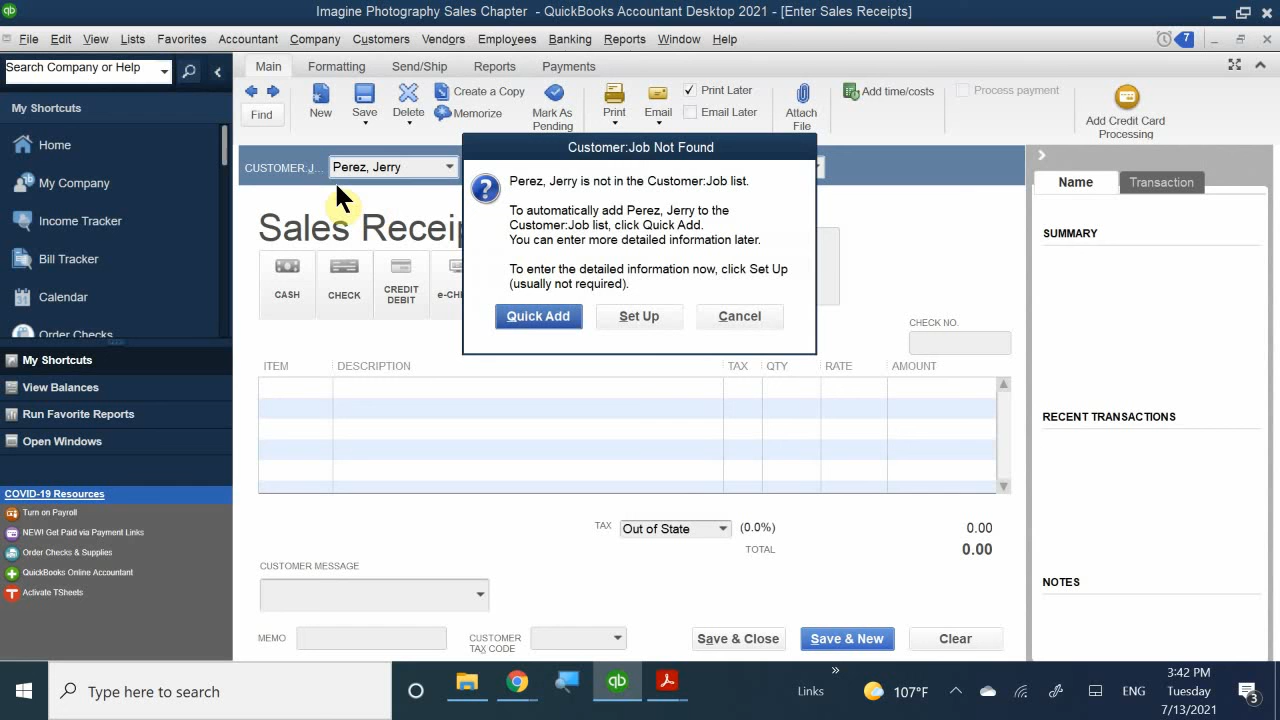 Imagine Photography Sales Chapter - QuickBooks Accountant Desktop 2021 - [Enter Sales Receipts]
File Edit View Lists Favorites Accountant Company Customers Vendors Employees Banking Reports Window Help 7
Search Company or Help
My Shortcuts
Home
My Company
Income Tracker
Bill Tracker
Calendar
Order Checks
My Shortcuts
View Balances
Run Favorite Reports
Open Windows
COVID-19 Resources
Turn on Payroll
NEW! Get Paid via Payment Links
Order Checks & Supplies
QuickBooks Online Accountant
Activate TSheets
Main Formatting Send/Ship Reports Payments
Find
New
Save
Delete
Create a Copy
Memorize
Mark As
Pending
Print
Email
Print Later
Email Later
Attach
File
Add time/costs
Process payment
Add Credit Card
Processing
CUSTOMER:J... Perez, Jerry
Sales Receip
CASH
CHECK
CREDIT
DEBIT
e-CHE
Customer:Job Not Found
Perez, Jerry is not in the Customer:Job list.
To automatically add Perez, Jerry to the
Customer:Job list, click Quick Add.
You can enter more detailed information later.
To enter the detailed information now, click Set Up
(usually not required).
Quick Add Set Up Cancel
CHECK NO.
ITEM DESCRIPTION TAX QTY RATE AMOUNT
TAX Out of State (0.0%) 0.00
TOTAL 0.00
CUSTOMER MESSAGE
MEMO
CUSTOMER
TAX CODE
Save & Close Save & New Clear
Name Transaction
SUMMARY
RECENT TRANSACTIONS
NOTES
Type here to search
qb
Links
107°F
ENG
3:42 PM
Tuesday
7/13/2021
3